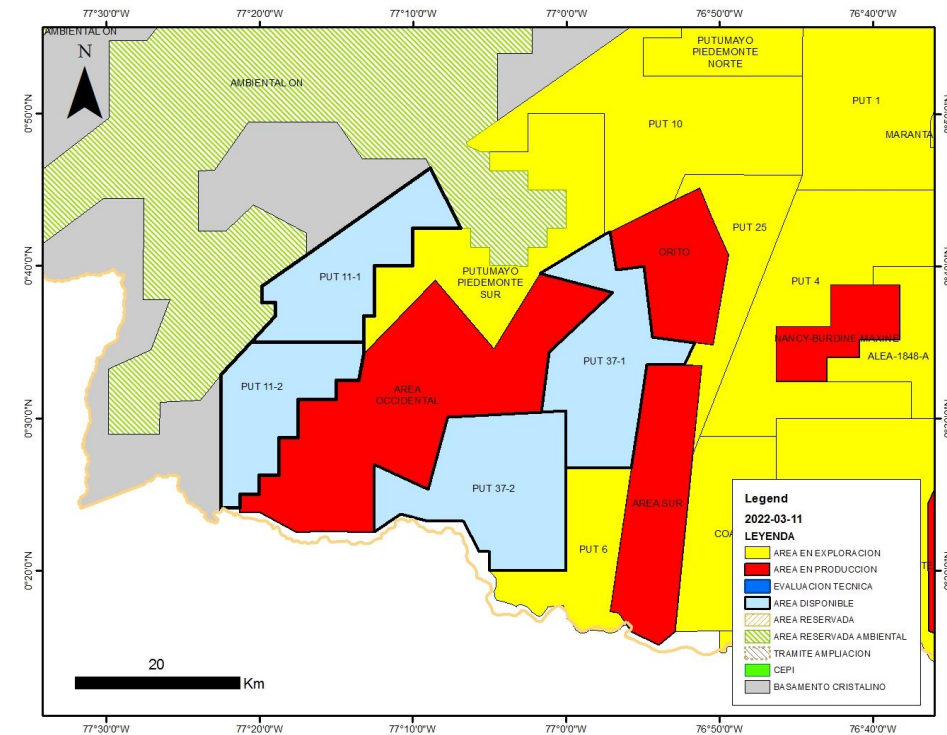 77°30'0"W 77°20'0"W 77°10'0"W 77°0'0"W 76°50'0"W 76°40'0"W
AMBIENTAL ON
N
AMBIENTAL ON
PUTUMAYO
PIEDEMONTE
NORTE
PUT 1
PUT 10
MARANTA
0°50'0"N
PUT 25
ORITO
0°40'0"N
PUT 11-1
PUTUMAYO
PIEDEMONTE
SUR
PUT 4
NANCY-BURDINE MAXINE
ALEA-1848-A
PUT 37-1
PUT 11-2
AREA
OCCIDENTAL
0°30'0"N
PUT 37-2
AREA SUR
PUT 6
COA
0°20'0"N
Legend
2022-03-11
LEYENDA
AREA EN EXPLORACION
AREA EN PRODUCCION
EVALUACION TECNICA
AREA DISPONIBLE
AREA RESERVADA
AREA RESERVADA AMBIENTAL
TRAMITE AMPLIACION
CEPI
BASAMENTO CRISTALINO
20
Km
77°30'0"W 77°20'0"W 77°10'0"W 77°0'0"W 76°50'0"W 76°40'0"W